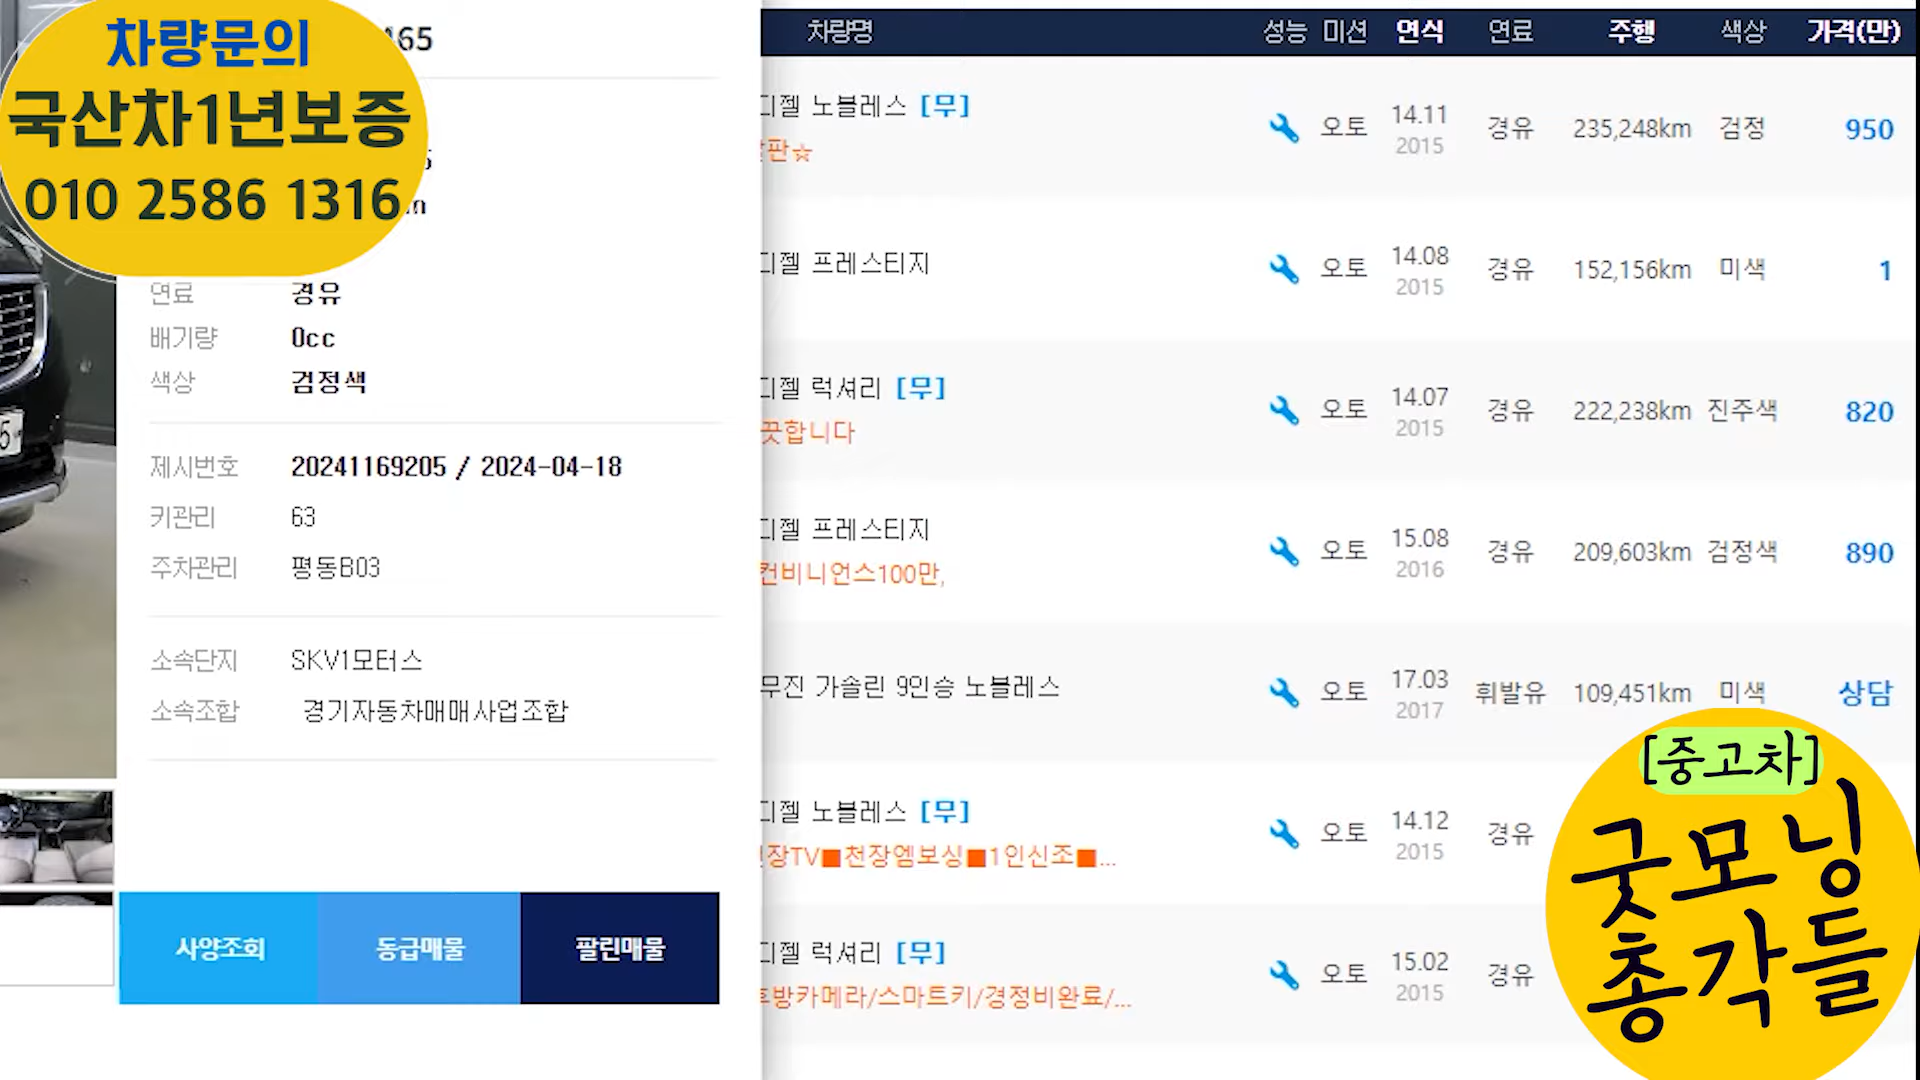 차량문의
국산차1년보증
010 2586 1316
465
연료 경유
배기량 0cc
색상 검정색
제시번호 20241169205 / 2024-04-18
키관리 63
주차관리 평동B03
소속단지 SKV1모터스
소속조합 경기자동차매매사업조합
사양조회 동급매물 팔린매물
차량명 성능 미션 연식 연료 주행 색상 가격(만)
디젤 노블레스 [무]
판☆
오토 14.11 2015 경유 235,248km 검정 950
디젤 프레스티지
오토 14.08 2015 경유 152,156km 미색 1
디젤 럭셔리 [무]
끗합니다
오토 14.07 2015 경유 222,238km 진주색 820
디젤 프레스티지
컨비니언스100만,
오토 15.08 2016 경유 209,603km 검정색 890
무진 가솔린 9인승 노블레스
오토 17.03 2017 휘발유 109,451km 미색 상담
디젤 노블레스 [무]
장TV■천장엠보싱■1인신조■...
오토 14.12 2015 경유
디젤 럭셔리 [무]
후방카메라/스마트키/경정비완료/...
오토 15.02 2015 경유
[중고차]
굿모닝
총각들